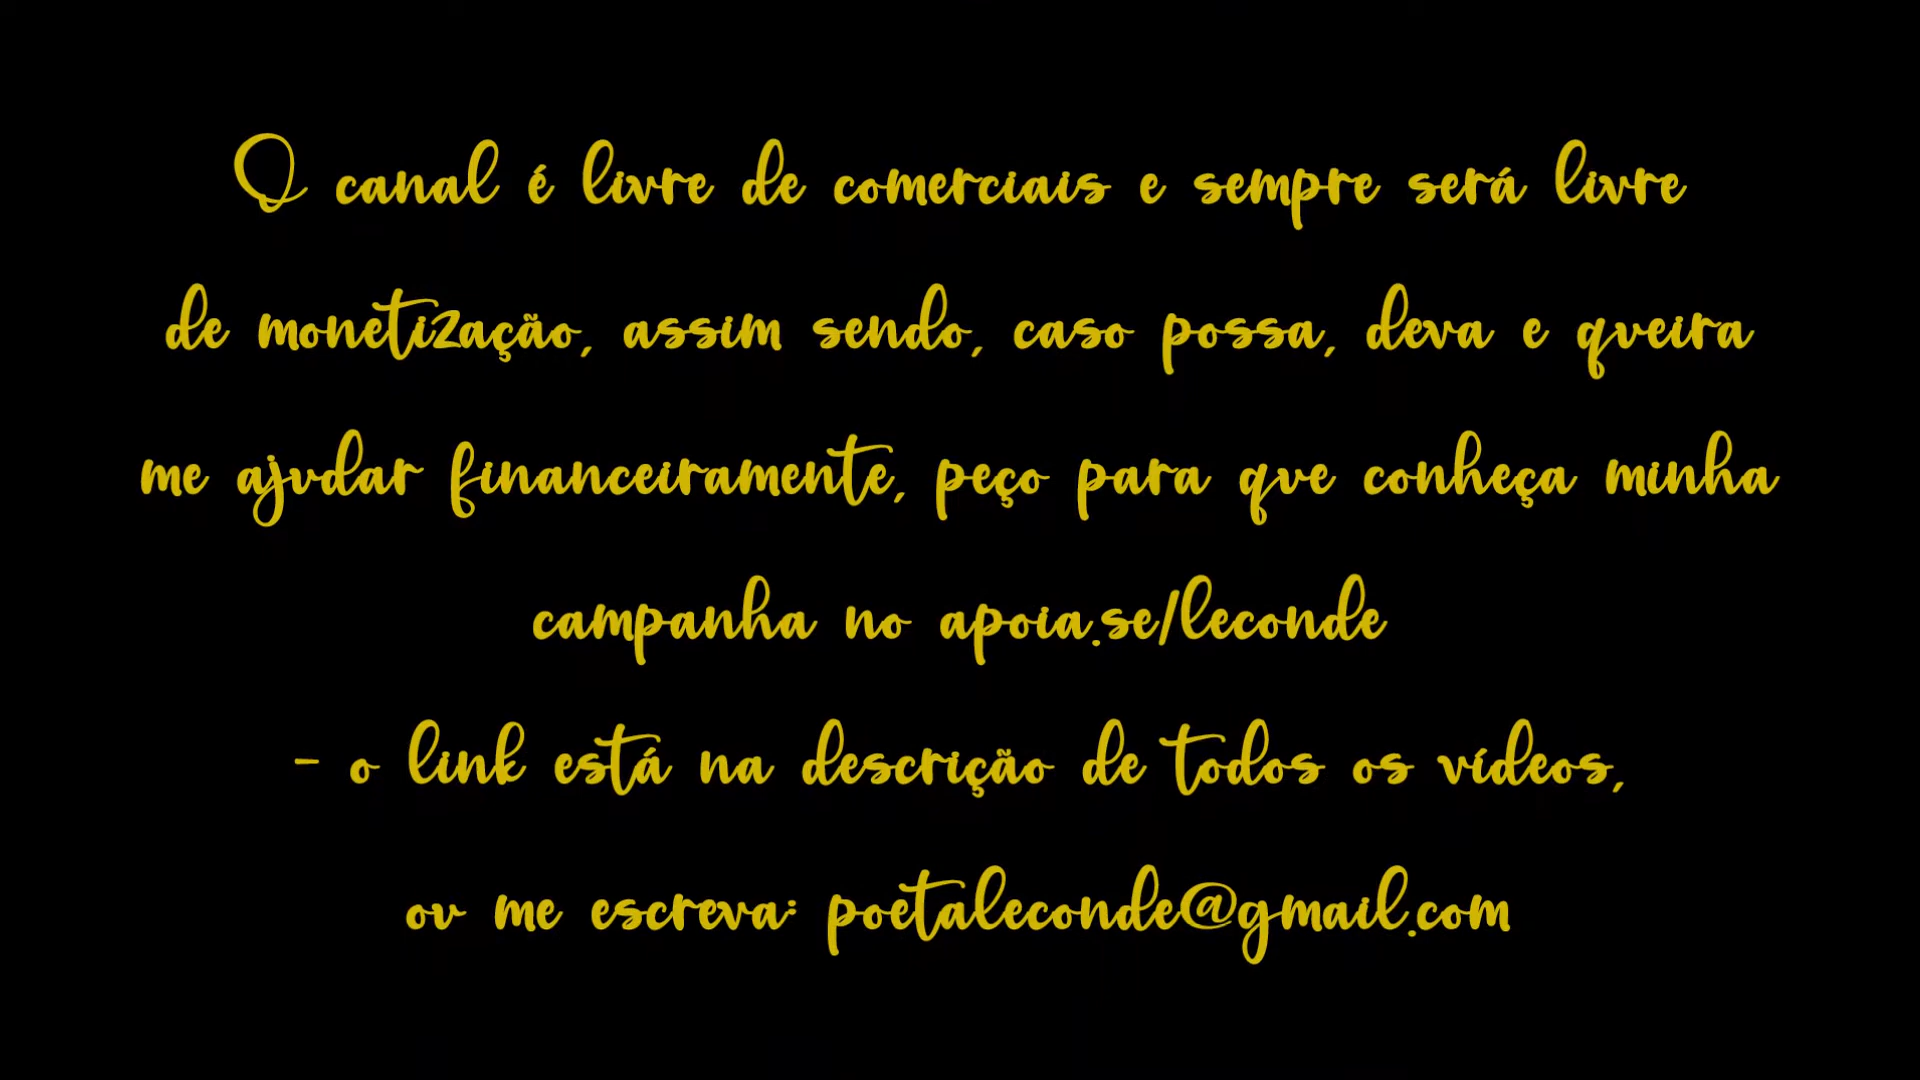 O canal é livre de comerciais e sempre será livre
de monetização, assim sendo, caso possa, deva e queira
me ajudar financeiramente, peço para que conheça minha
campanha no apoia.se/leconde
- o link está na descrição de todos os vídeos,
ou me escreva: poetaleconde@gmail.com